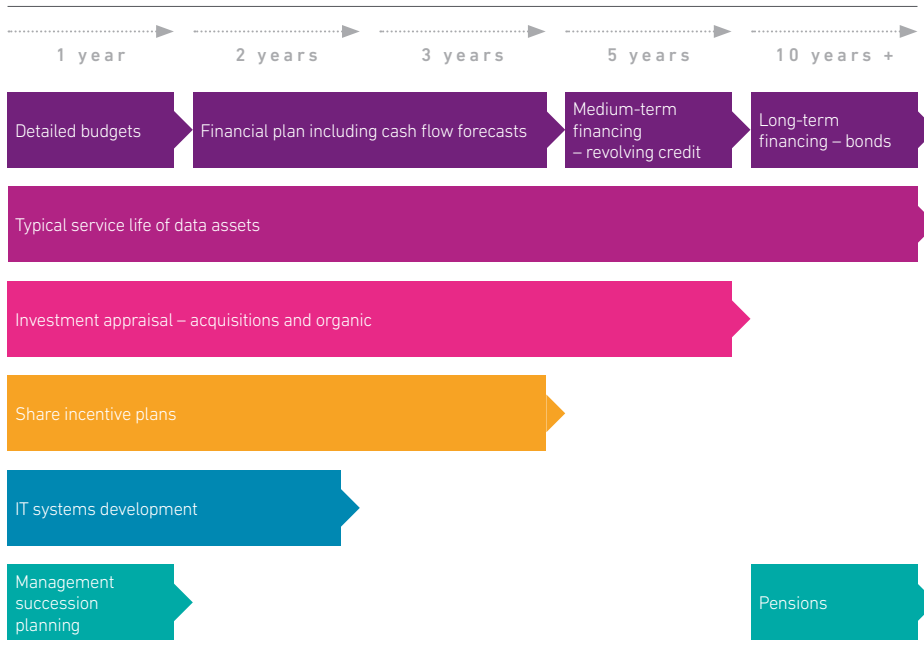 1 year
2 years
3 years
5 years
10 years +
Detailed budgets
Financial plan including cash flow forecasts
Medium-term
financing
– revolving credit
Long-term
financing – bonds
Typical service life of data assets
Investment appraisal – acquisitions and organic
Share incentive plans
IT systems development
Management
succession
planning
Pensions